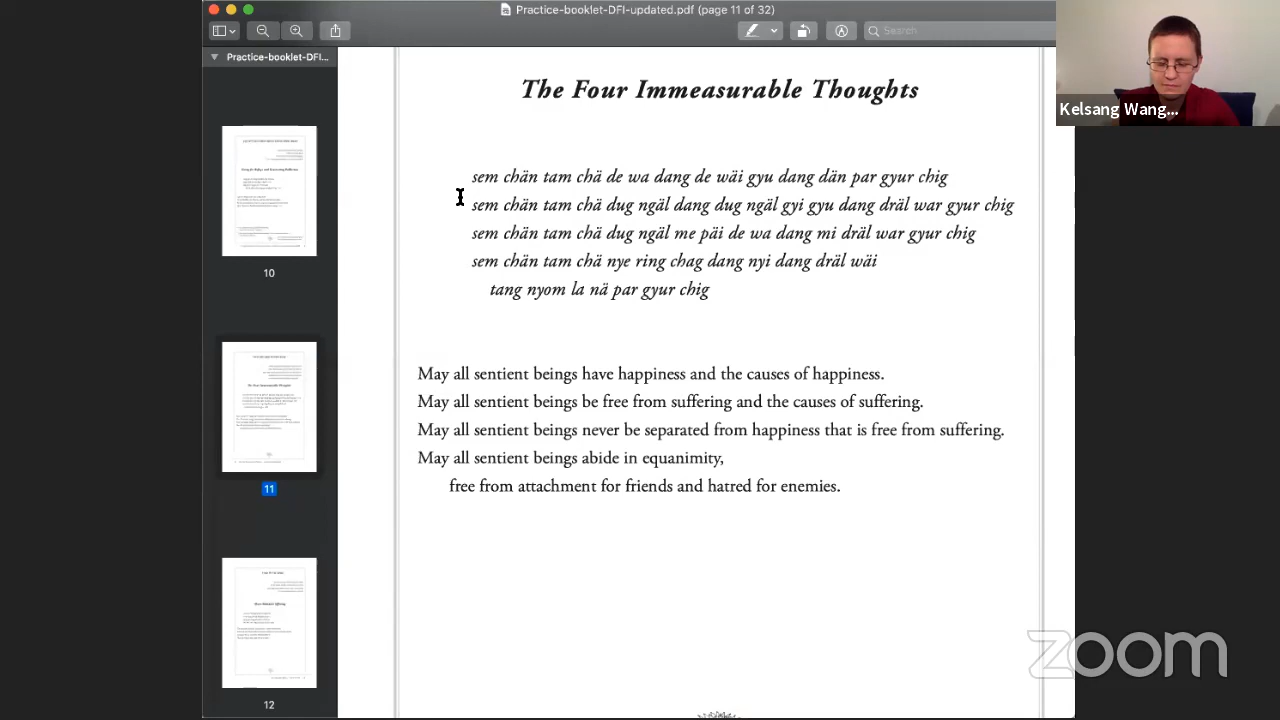 Practice-booklet-DFI-updated.pdf (page 11 of 32)
Search
Practice-booklet-DFI...
Kelsang Wang...
The Four Immeasurable Thoughts
sem chän tam chä de wa dang de wäi gyu dang dän par gyur chig
sem chän tam chä dug ngäl dang dug ngäl gyi gyu dang dräl war gyur chig
sem chän tam chä dug ngäl me päi de wa dang mi dräl war gyur chig
sem chän tam chä nye ring chag dang nyi dang dräl wäi
tang nyom la nä par gyur chig
May all sentient beings have happiness and the causes of happiness.
May all sentient beings be free from suffering and the causes of suffering.
May all sentient beings never be separated from happiness that is free from suffering.
May all sentient beings abide in equanimity,
free from attachment for friends and hatred for enemies.
10
11
12
zoom